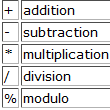 + addition
- subtraction
* multiplication
/ division
% modulo